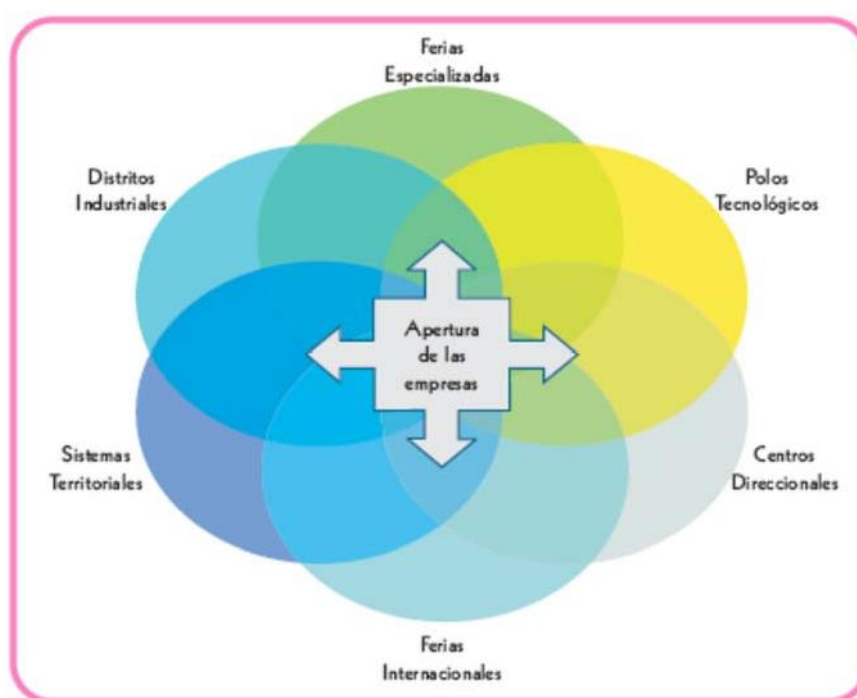 Ferias
Especializadas
Distritos
Industriales
Polos
Tecnológicos
Apertura
de las
empresas
Sistemas
Territoriales
Centros
Direccionales
Ferias
Internacionales